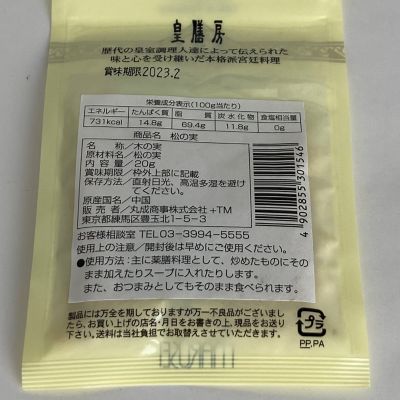 皇膳房
歴代の皇室調理人達によって伝えられた
味と心を受け継いだ本格派宮廷料理
賞味期限2023.2
栄養成分表示(100g当たり)
エネルギー たんぱく質 脂質 炭水化物 食塩相当量
731kcal 14.8g 69.4g 11.8g 0g
商品名 松の実
名称/木の実
原材料名/松の実
内容量/20g
賞味期限/枠外上部に記載
保存方法/直射日光、高温多湿を避け
てください。
原産国名/中国
販売者/丸成商事株式会社+TM
東京都練馬区豊玉北1-5-3
お客様相談室 TEL03-3994-5555
使用上の注意/開封後は早めにご使用下さい。
●使用方法:主に薬膳料理として、炒めたものにその
まま加えたりスープに入れたりします。
また、おつまみとしてもそのまま食べられます。
4902855301546
製品には万全を期しておりますが万一不良品がございまし
たら、お買い上げの店名・月日をお書きの上、現品をお送り
下さい。送料は当社負担でお取替えさせていただきます。
プラ
PP,PA